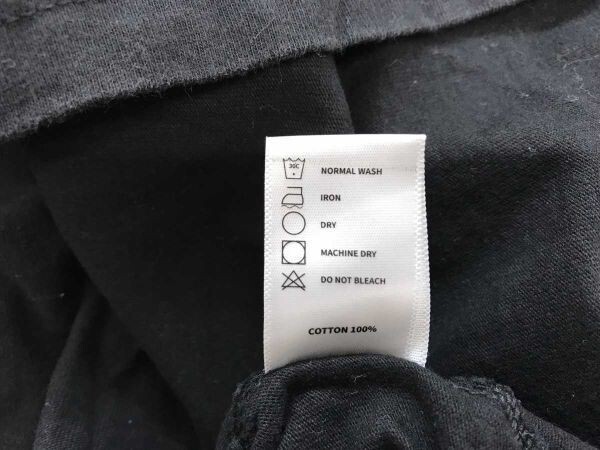 30C
NORMAL WASH
IRON
DRY
MACHINE DRY
DO NOT BLEACH
COTTON 100%